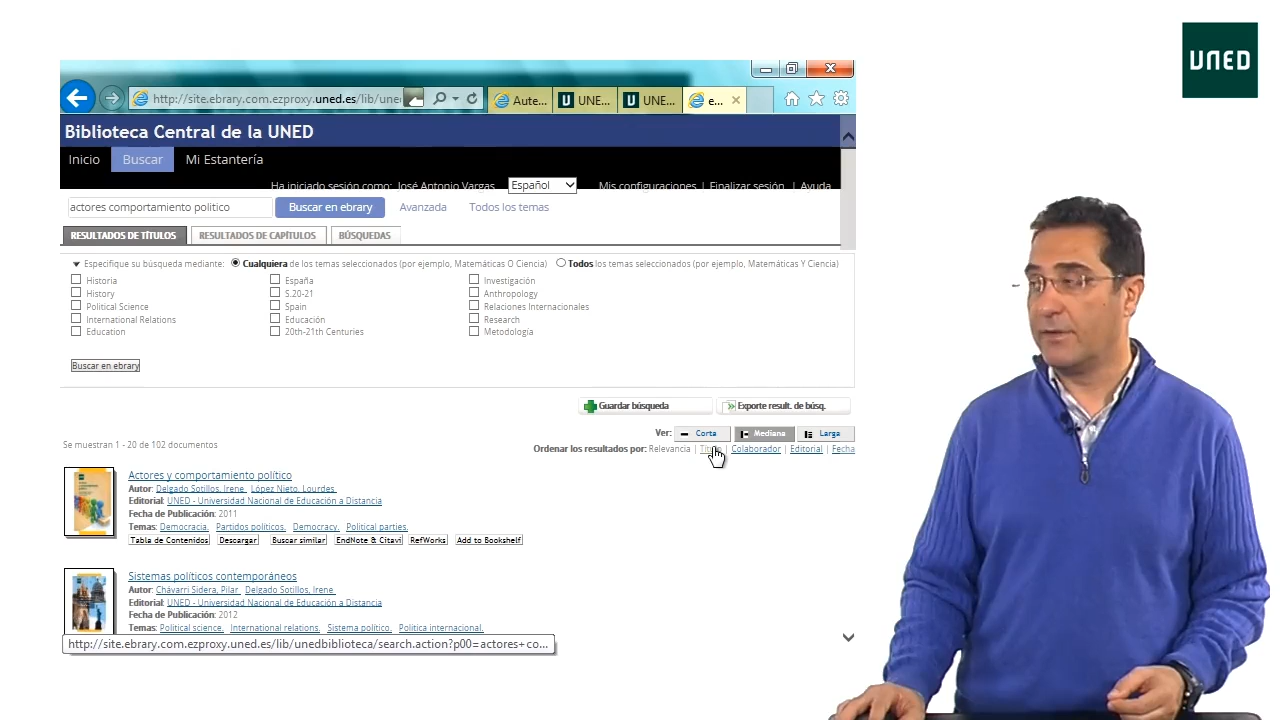 UNED
http://site.ebrary.com.ezproxy.uned.es/lib/une
Aute...
UNE...
UNE...
e...
Biblioteca Central de la UNED
Inicio Buscar Mi Estantería
Ha iniciado sesión como: José Antonio Vargas Español Mis configuraciones | Finalizar sesión | Ayuda
actores comportamiento politico Buscar en ebrary Avanzada Todos los temas
RESULTADOS DE TÍTULOS RESULTADOS DE CAPÍTULOS BÚSQUEDAS
Especifique su búsqueda mediante: Cualquiera de los temas seleccionados (por ejemplo, Matemáticas O Ciencia) Todos los temas seleccionados (por ejemplo, Matemáticas Y Ciencia)
Historia España Investigación
History S.20-21 Anthropology
Political Science Spain Relaciones Internacionales
International Relations Educación Research
Education 20th-21th Centuries Metodología
Buscar en ebrary
Guardar búsqueda Exporte result. de búsq.
Ver: Corta Mediana Larga
Se muestran 1 - 20 de 102 documentos
Ordenar los resultados por: Relevancia | Título | Colaborador | Editorial | Fecha
Actores y comportamiento político
Autor: Delgado Sotillos, Irene López Nieto, Lourdes
Editorial: UNED - Universidad Nacional de Educación a Distancia
Fecha de Publicación: 2011
Temas: Democracia. Partidos políticos. Democracy. Political parties.
Tabla de Contenidos Descargar Buscar similar EndNote & Citavi RefWorks Add to Bookshelf
Sistemas políticos contemporáneos
Autor: Chávarri Sidera, Pilar Delgado Sotillos, Irene
Editorial: UNED - Universidad Nacional de Educación a Distancia
Fecha de Publicación: 2012
Temas: Political science. International relations. Sistema político. Política internacional.
http://site.ebrary.com.ezproxy.uned.es/lib/unedbiblioteca/search.action?p00=actores+co...